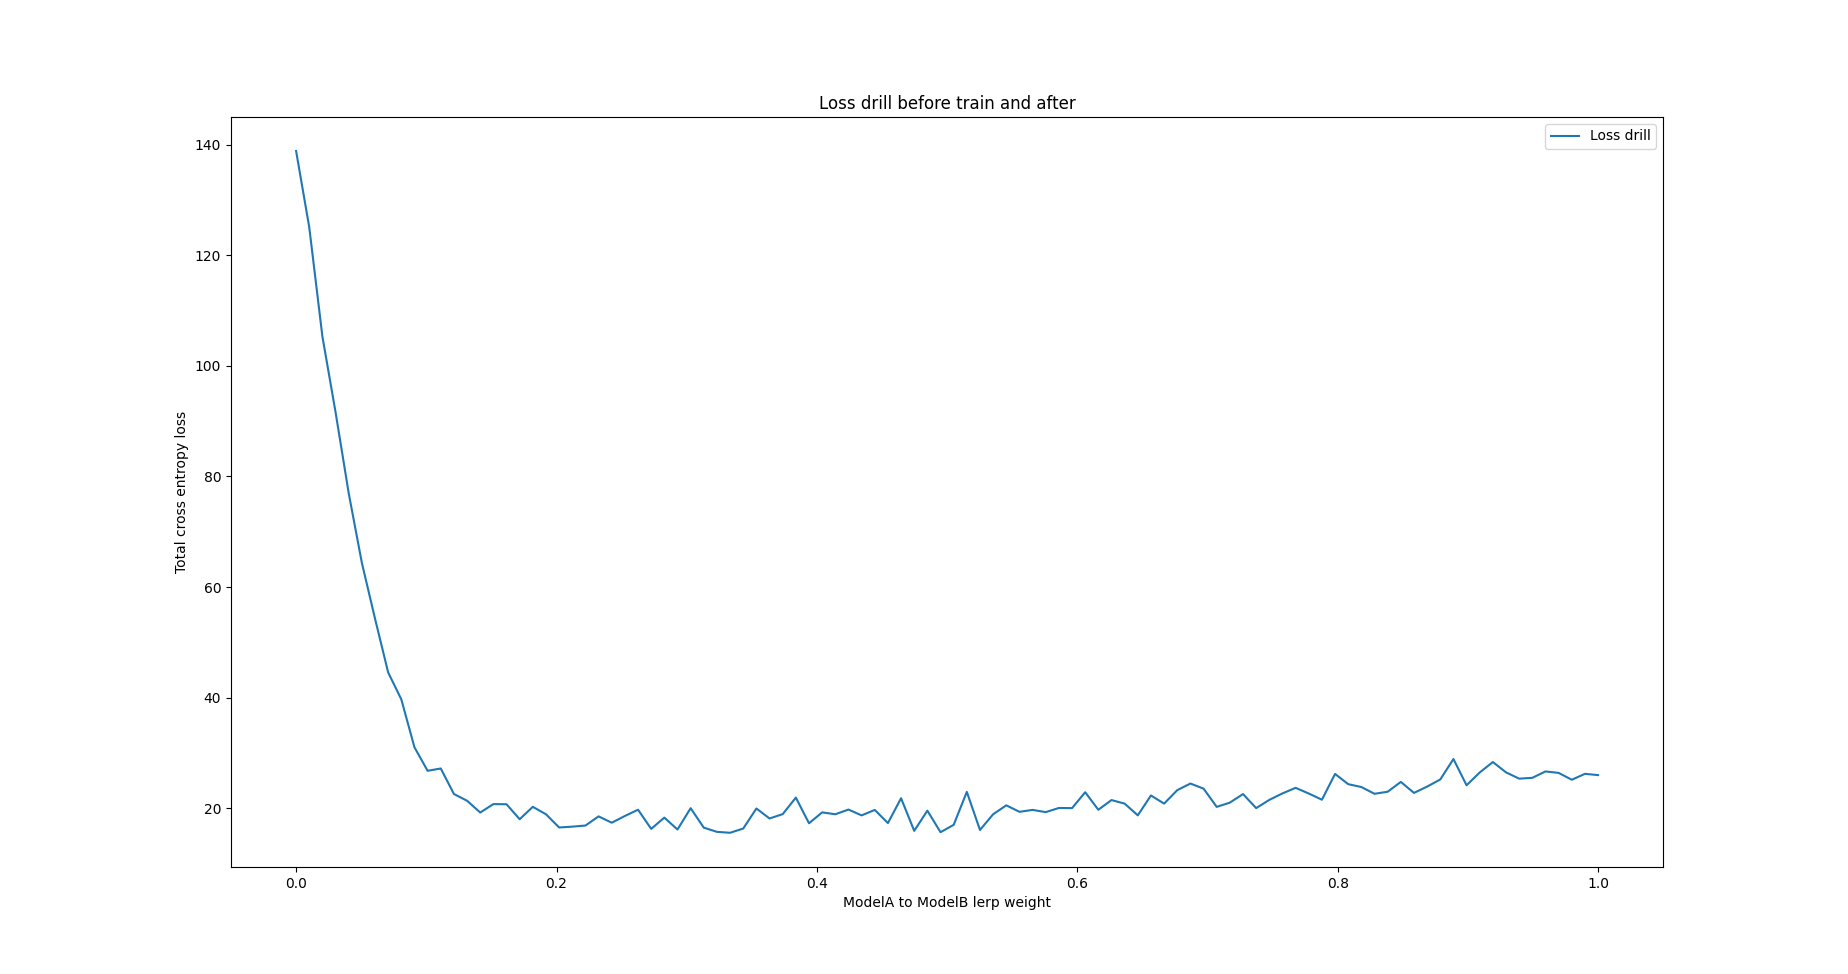 Loss drill before train and after
Loss drill
140
120
100
80
60
40
20
Total cross entropy loss
0.0 0.2 0.4 0.6 0.8 1.0
ModelA to ModelB lerp weight